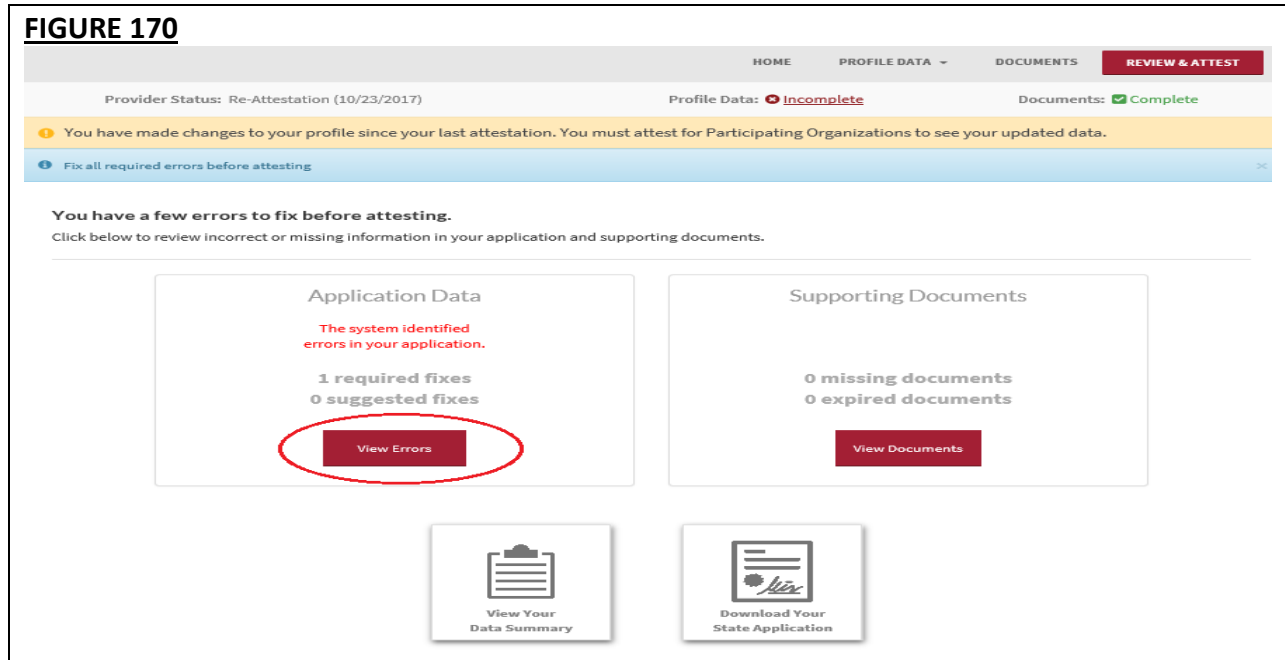 FIGURE 170
HOME PROFILE DATA DOCUMENTS REVIEW & ATTEST
Provider Status: Re-Attestation (10/23/2017) Profile Data: Incomplete Documents: Complete
You have made changes to your profile since your last attestation. You must attest for Participating Organizations to see your updated data.
Fix all required errors before attesting
You have a few errors to fix before attesting.
Click below to review incorrect or missing information in your application and supporting documents.
Application Data
The system identified
errors in your application.
1 required fixes
0 suggested fixes
View Errors
Supporting Documents
0 missing documents
0 expired documents
View Documents
View Your
Data Summary
Download Your
State Application